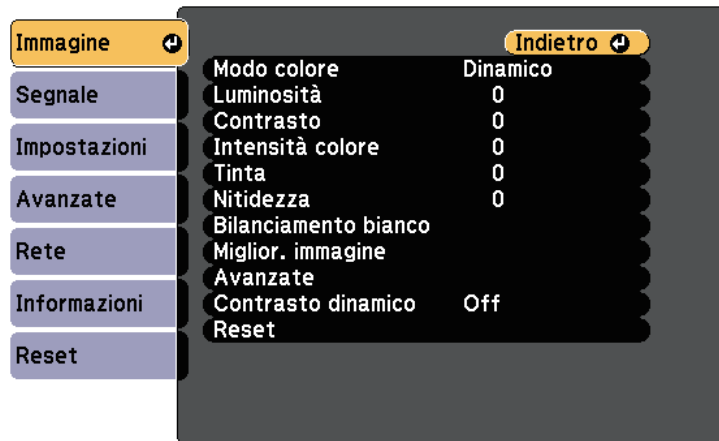 Immagine
Segnale
Impostazioni
Avanzate
Rete
Informazioni
Reset
Indietro
Modo colore Dinamico
Luminosità 0
Contrasto 0
Intensità colore 0
Tinta 0
Nitidezza 0
Bilanciamento bianco
Miglior. immagine
Avanzate
Contrasto dinamico Off
Reset